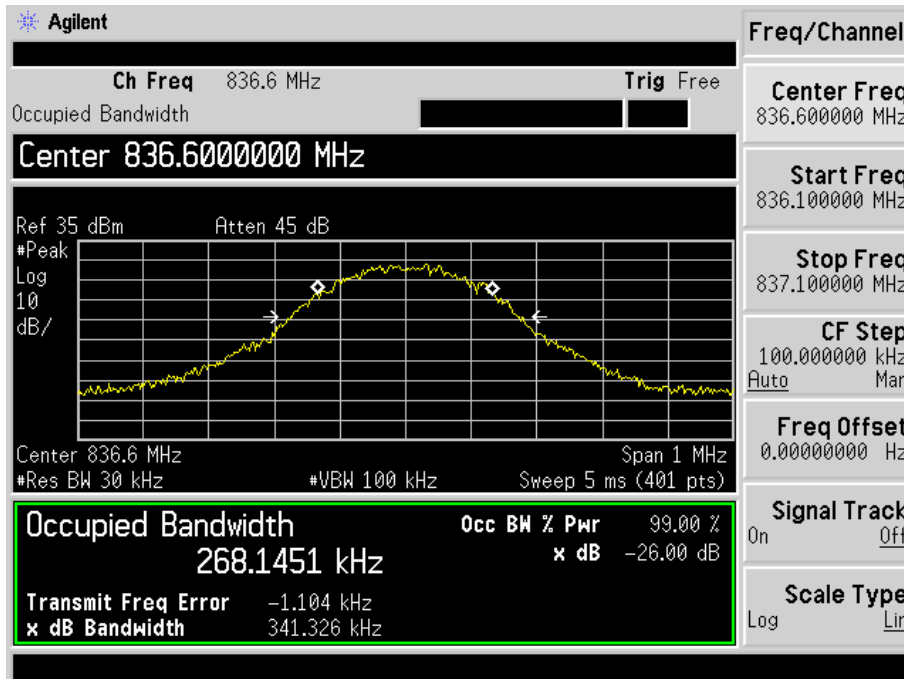 Agilent
Freq/Channel
Ch Freq 836.6 MHz Trig Free
Occupied Bandwidth
Center 836.6000000 MHz
Ref 35 dBm Atten 45 dB
#Peak
Log
10
dB/
Center 836.6 MHz Span 1 MHz
#Res BW 30 kHz #VBW 100 kHz Sweep 5 ms (401 pts)
Occupied Bandwidth
268.1451 kHz
Occ BW % Pwr 99.00 %
x dB -26.00 dB
Transmit Freq Error -1.104 kHz
x dB Bandwidth 341.326 kHz
Center Freq
836.600000 MHz
Start Freq
836.100000 MHz
Stop Freq
837.100000 MHz
CF Step
100.000000 kHz
Auto Man
Freq Offset
0.00000000 Hz
Signal Track
On Off
Scale Type
Log Lin